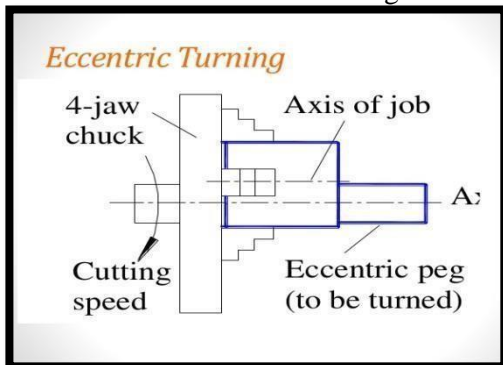 Eccentric Turning
4-jaw
chuck
Axis of job
Cutting
speed
Eccentric peg
(to be turned)